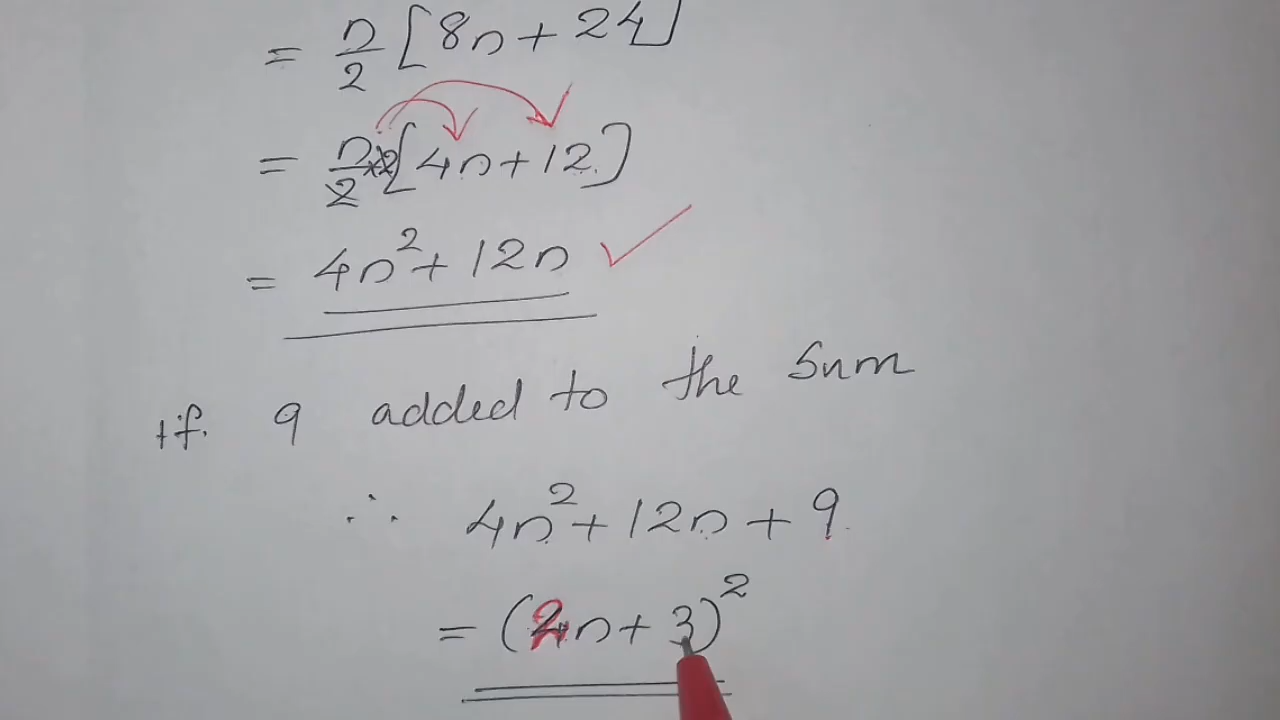 = n/2 [8n + 24]
= n/2 × 2 [4n + 12]
= 4n² + 12n ✓
If 9 added to the Sum
∴ 4n² + 12n + 9
= (2n + 3)²